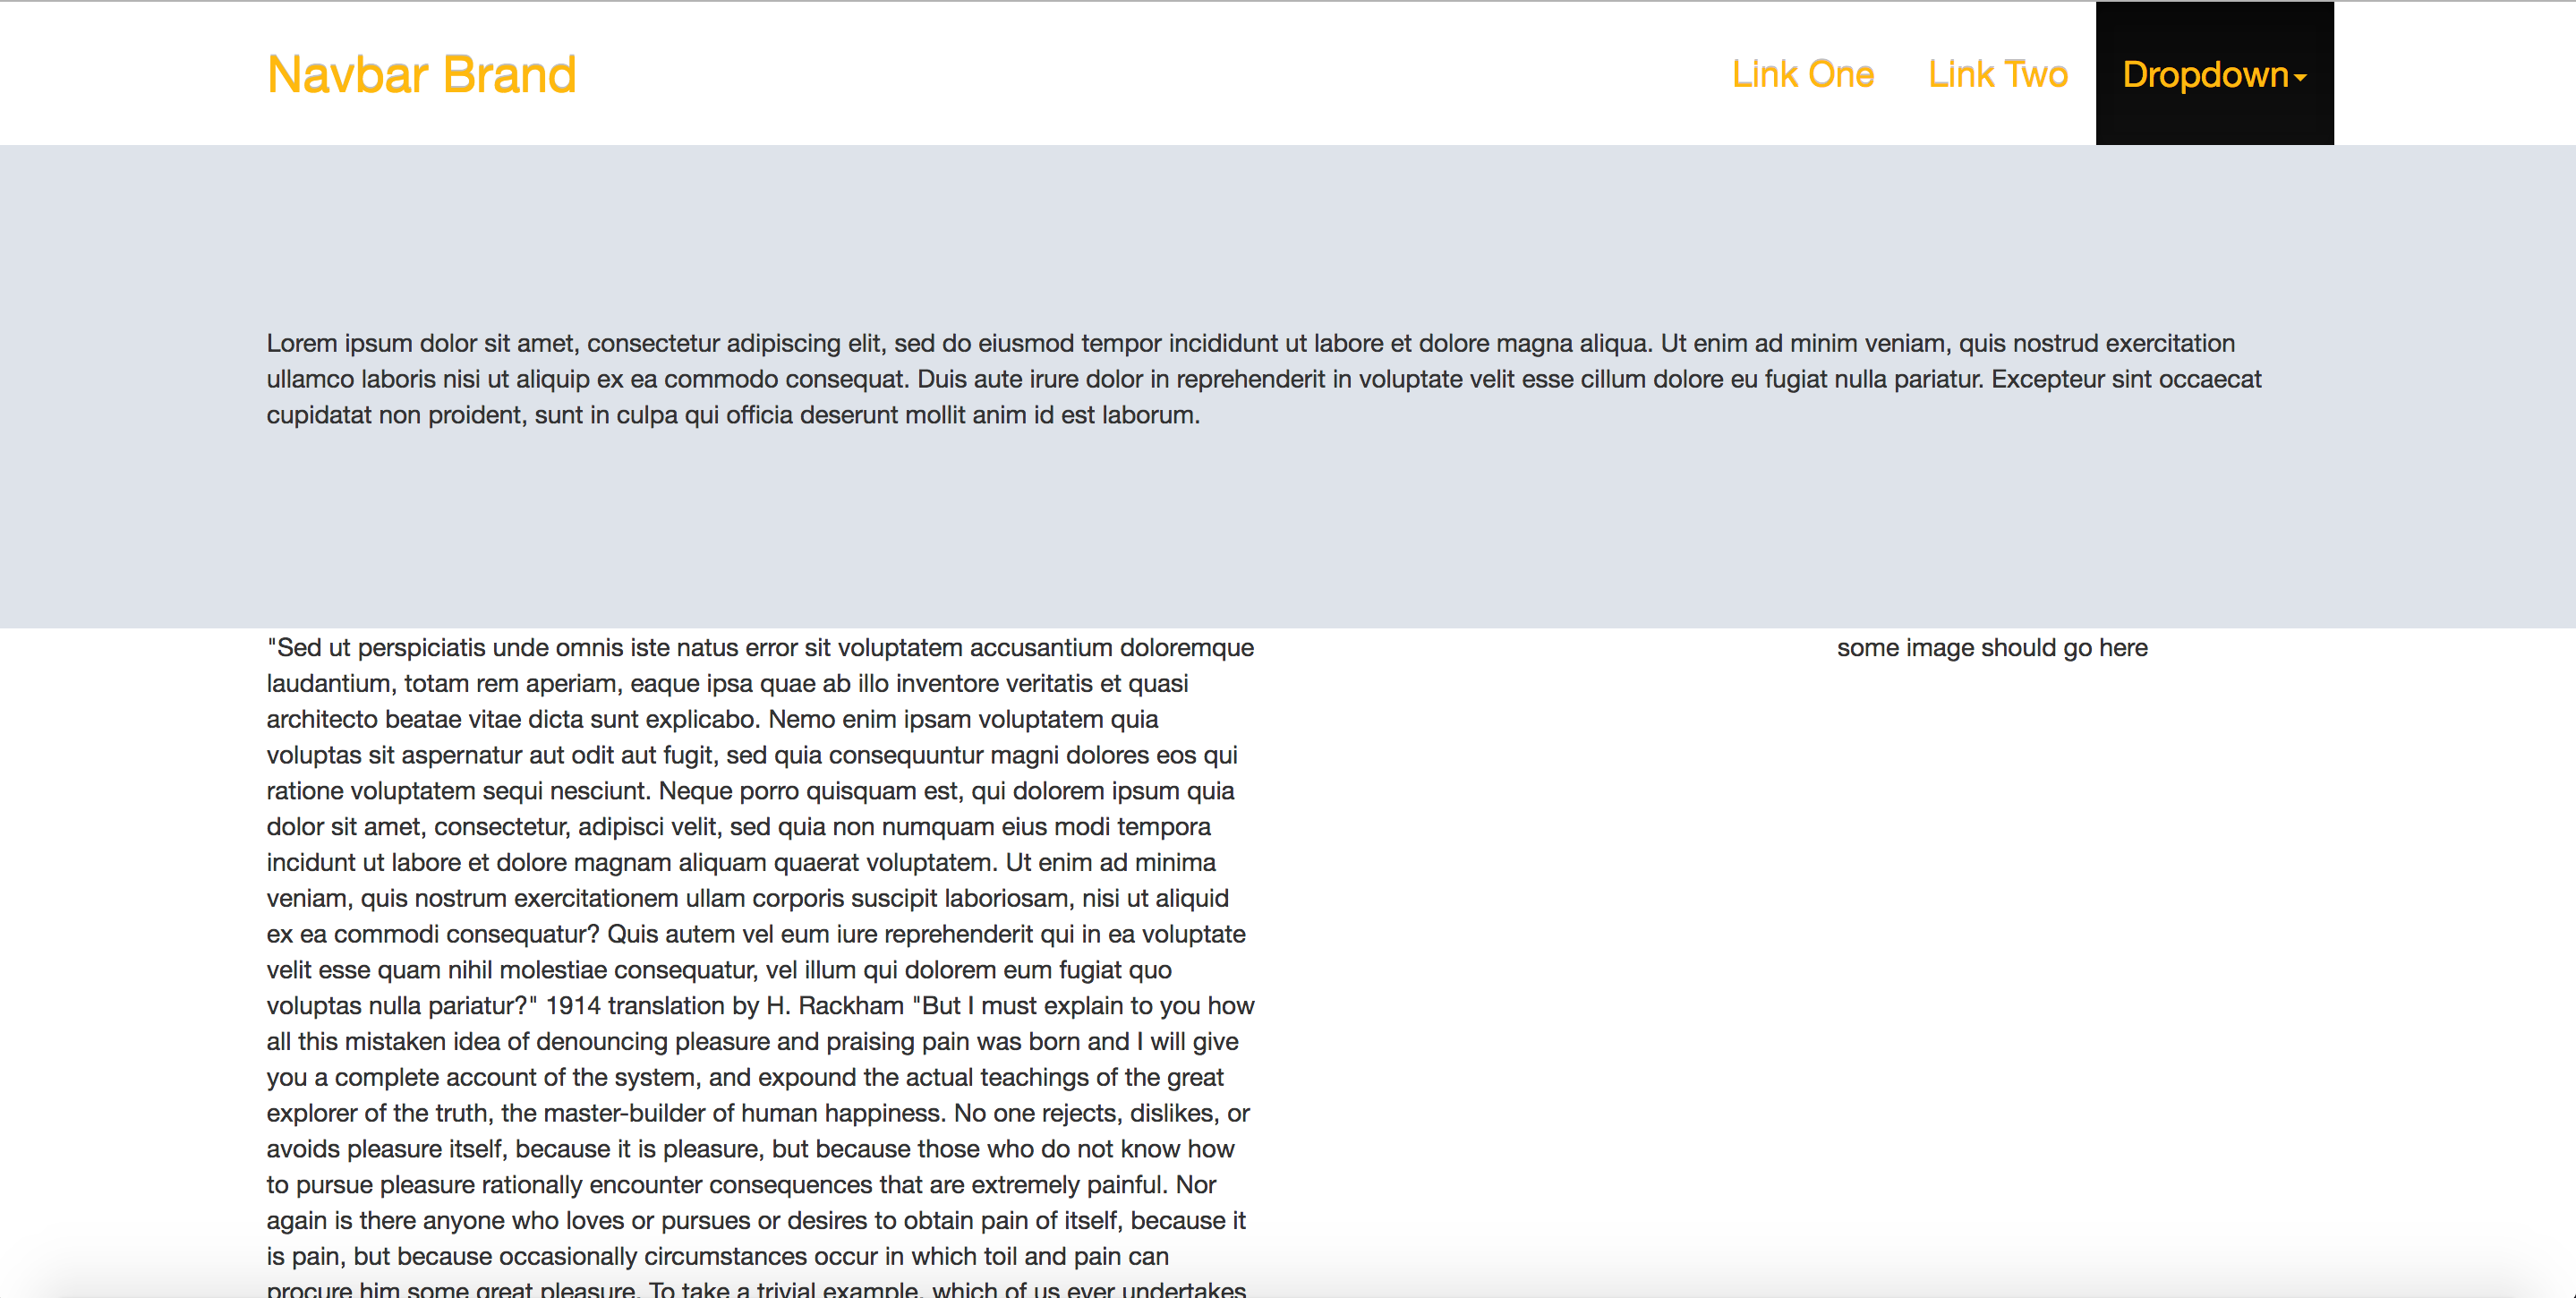 Navbar Brand
Link One
Link Two
Dropdown
Lorem ipsum dolor sit amet, consectetur adipiscing elit, sed do eiusmod tempor incididunt ut labore et dolore magna aliqua. Ut enim ad minim veniam, quis nostrud exercitation
ullamco laboris nisi ut aliquip ex ea commodo consequat. Duis aute irure dolor in reprehenderit in voluptate velit esse cillum dolore eu fugiat nulla pariatur. Excepteur sint occaecat
cupidatat non proident, sunt in culpa qui officia deserunt mollit anim id est laborum.
"Sed ut perspiciatis unde omnis iste natus error sit voluptatem accusantium doloremque
laudantium, totam rem aperiam, eaque ipsa quae ab illo inventore veritatis et quasi
architecto beatae vitae dicta sunt explicabo. Nemo enim ipsam voluptatem quia
voluptas sit aspernatur aut odit aut fugit, sed quia consequuntur magni dolores eos qui
ratione voluptatem sequi nesciunt. Neque porro quisquam est, qui dolorem ipsum quia
dolor sit amet, consectetur, adipisci velit, sed quia non numquam eius modi tempora
incidunt ut labore et dolore magnam aliquam quaerat voluptatem. Ut enim ad minima
veniam, quis nostrum exercitationem ullam corporis suscipit laboriosam, nisi ut aliquid
ex ea commodi consequatur? Quis autem vel eum iure reprehenderit qui in ea voluptate
velit esse quam nihil molestiae consequatur, vel illum qui dolorem eum fugiat quo
voluptas nulla pariatur?" 1914 translation by H. Rackham "But I must explain to you how
all this mistaken idea of denouncing pleasure and praising pain was born and I will give
you a complete account of the system, and expound the actual teachings of the great
explorer of the truth, the master-builder of human happiness. No one rejects, dislikes, or
avoids pleasure itself, because it is pleasure, but because those who do not know how
to pursue pleasure rationally encounter consequences that are extremely painful. Nor
again is there anyone who loves or pursues or desires to obtain pain of itself, because it
is pain, but because occasionally circumstances occur in which toil and pain can
procure him some great pleasure. To take a trivial example, which of us ever undertakes
some image should go here